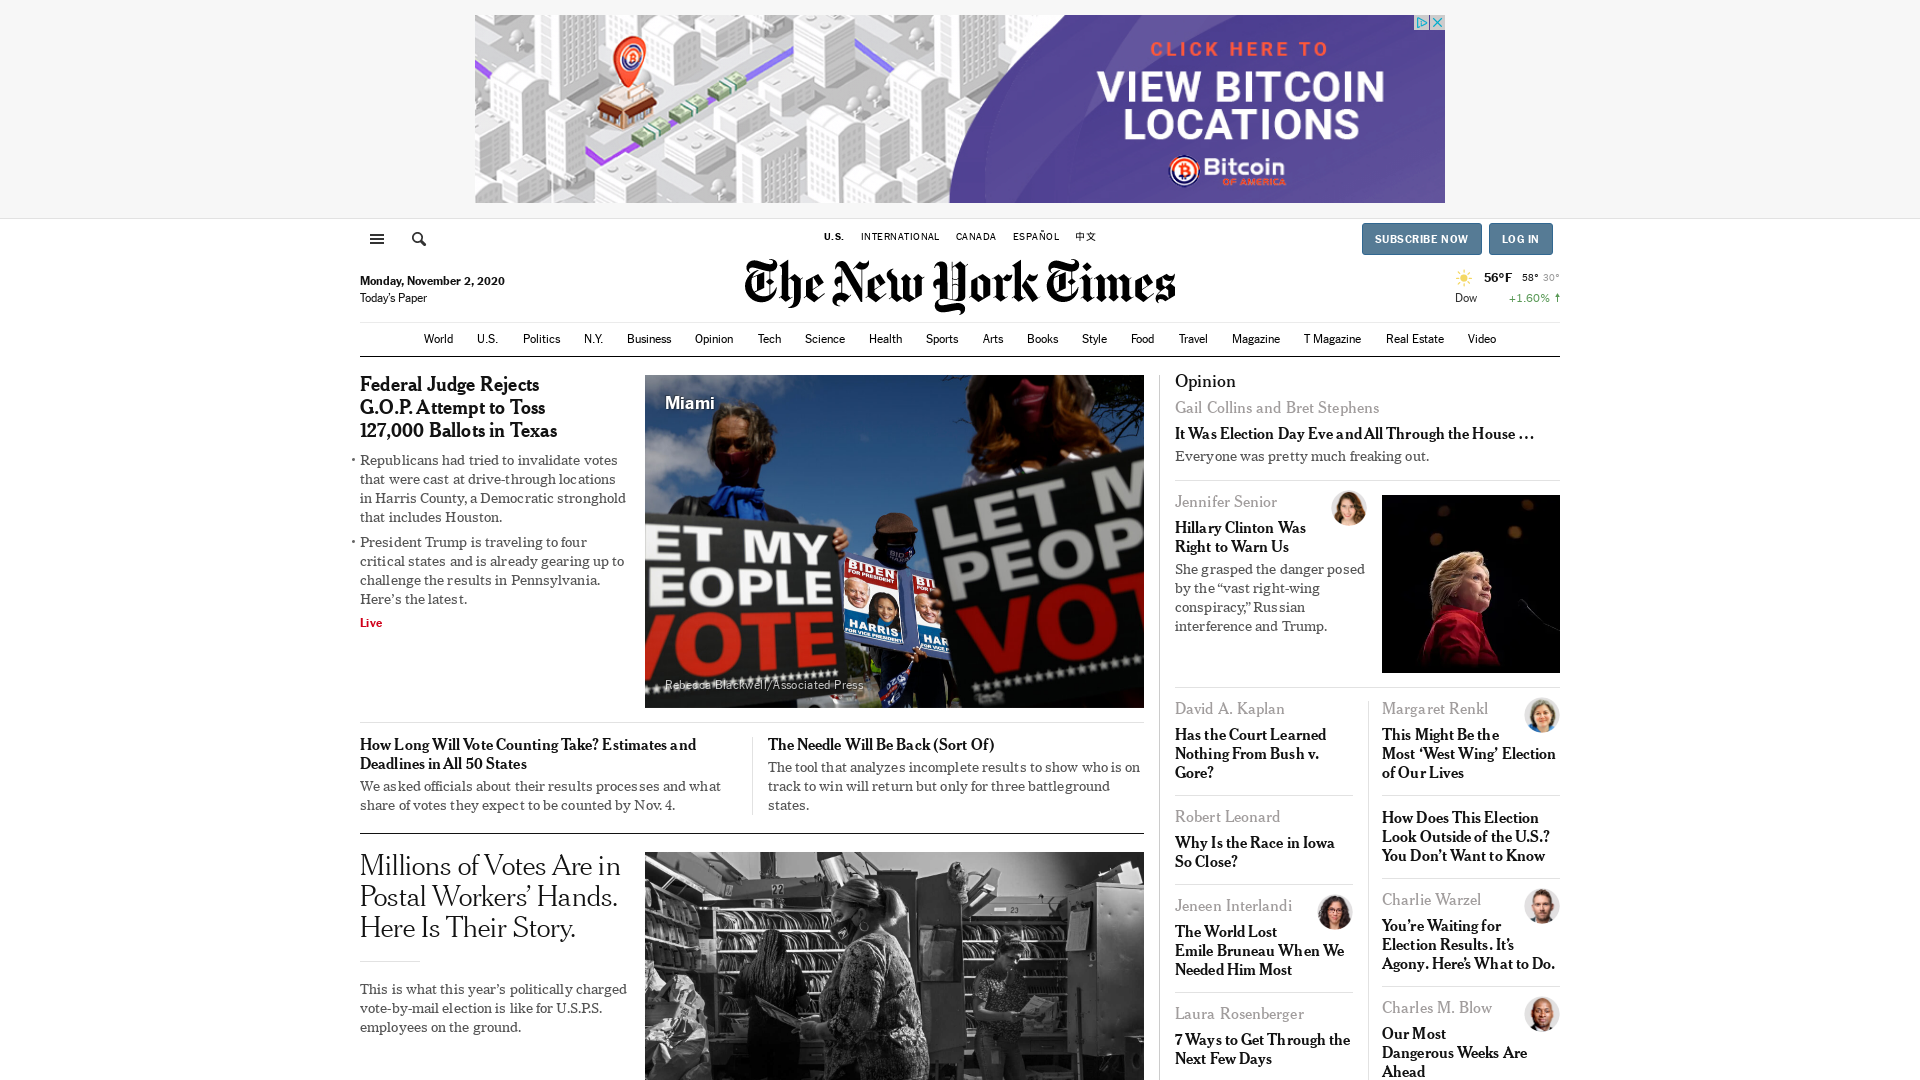 CLICK HERE TO
VIEW BITCOIN
LOCATIONS
Bitcoin
OF AMERICA
U.S. INTERNATIONAL CANADA ESPAÑOL 中文
SUBSCRIBE NOW LOG IN
Monday, November 2, 2020
Today's Paper
The New York Times
56°F 58° 30°
Dow +1.60% ↑
World U.S. Politics N.Y. Business Opinion Tech Science Health Sports Arts Books Style Food Travel Magazine T Magazine Real Estate Video
Federal Judge Rejects
G.O.P. Attempt to Toss
127,000 Ballots in Texas
• Republicans had tried to invalidate votes
that were cast at drive-through locations
in Harris County, a Democratic stronghold
that includes Houston.
• President Trump is traveling to four
critical states and is already gearing up to
challenge the results in Pennsylvania.
Here's the latest.
Live
Miami
ET MY
EOPLE
VOTE
BIDEN
FOR PRESIDENT
HARRIS
FOR VICE PRESIDENT
LET M
PEOP
VOT
Rebecca Blackwell/Associated Press
How Long Will Vote Counting Take? Estimates and
Deadlines in All 50 States
We asked officials about their results processes and what
share of votes they expect to be counted by Nov. 4.
The Needle Will Be Back (Sort Of)
The tool that analyzes incomplete results to show who is on
track to win will return but only for three battleground
states.
Millions of Votes Are in
Postal Workers' Hands.
Here Is Their Story.
This is what this year's politically charged
vote-by-mail election is like for U.S.P.S.
employees on the ground.
22
23
Opinion
Gail Collins and Bret Stephens
It Was Election Day Eve and All Through the House …
Everyone was pretty much freaking out.
Jennifer Senior
Hillary Clinton Was
Right to Warn Us
She grasped the danger posed
by the “vast right-wing
conspiracy,” Russian
interference and Trump.
David A. Kaplan
Has the Court Learned
Nothing From Bush v.
Gore?
Robert Leonard
Why Is the Race in Iowa
So Close?
Jeneen Interlandi
The World Lost
Emile Bruneau When We
Needed Him Most
Laura Rosenberger
7 Ways to Get Through the
Next Few Days
Margaret Renkl
This Might Be the
Most ‘West Wing’ Election
of Our Lives
How Does This Election
Look Outside of the U.S.?
You Don't Want to Know
Charlie Warzel
You're Waiting for
Election Results. It's
Agony. Here's What to Do.
Charles M. Blow
Our Most
Dangerous Weeks Are
Ahead